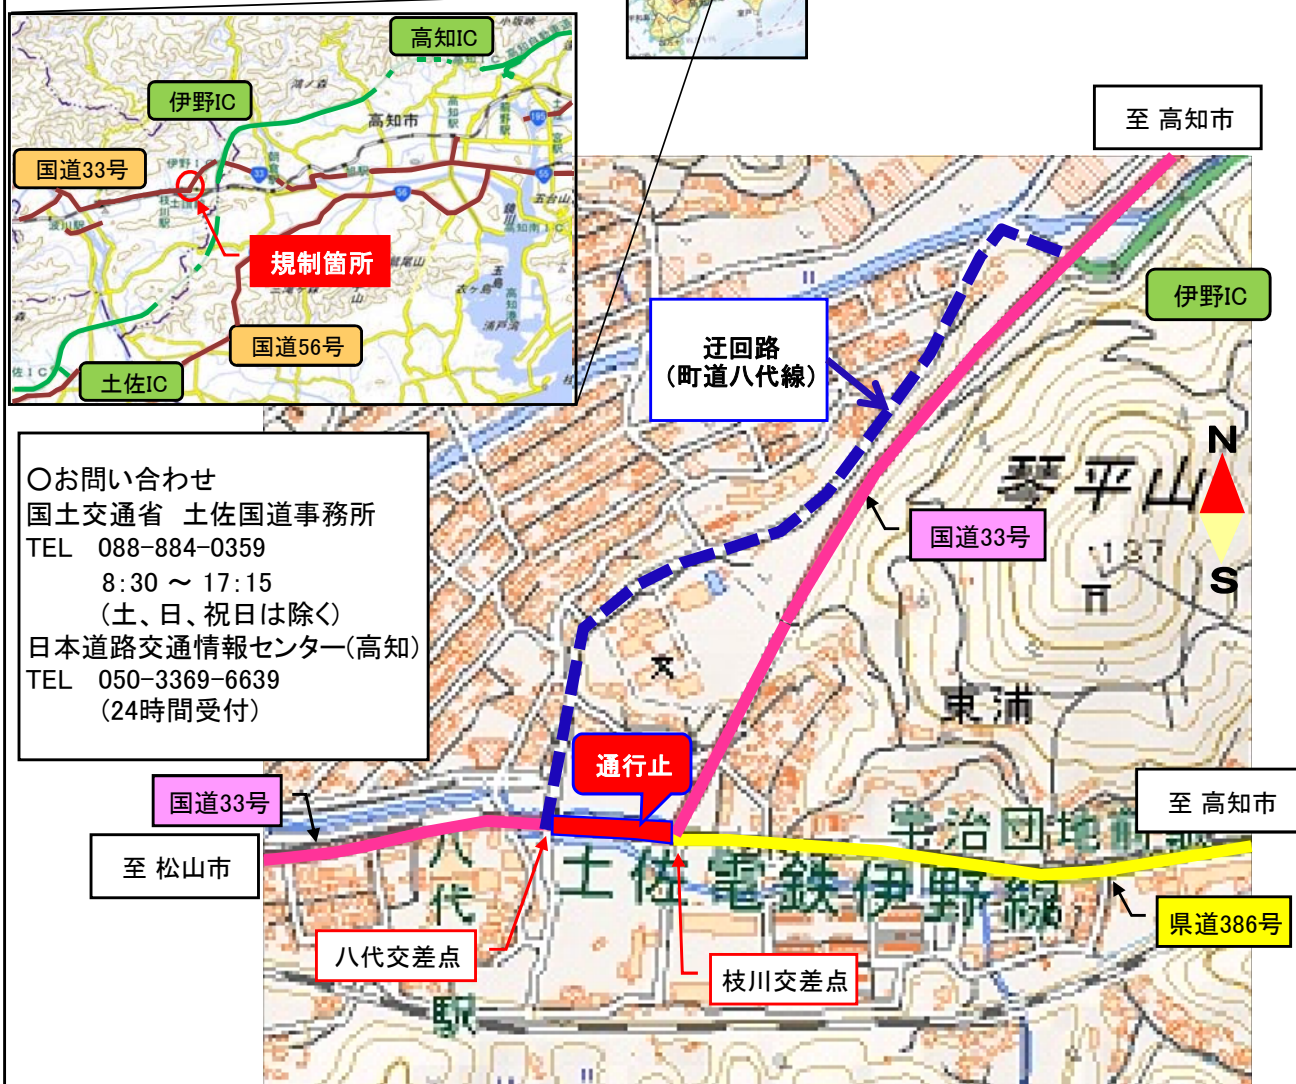 高知IC
伊野IC
高知市
国道33号
規制箇所
国道56号
土佐IC
至 高知市
伊野IC
迂回路
(町道八代線)
国道33号
琴平山
137
N
S
東浦
〇お問い合わせ
国土交通省 土佐国道事務所
TEL 088-884-0359
8:30 ～ 17:15
(土、日、祝日は除く)
日本道路交通情報センター(高知)
TEL 050-3369-6639
(24時間受付)
通行止
国道33号
至 松山市
至 高知市
土佐電鉄伊野線
八代駅
県道386号
八代交差点
枝川交差点